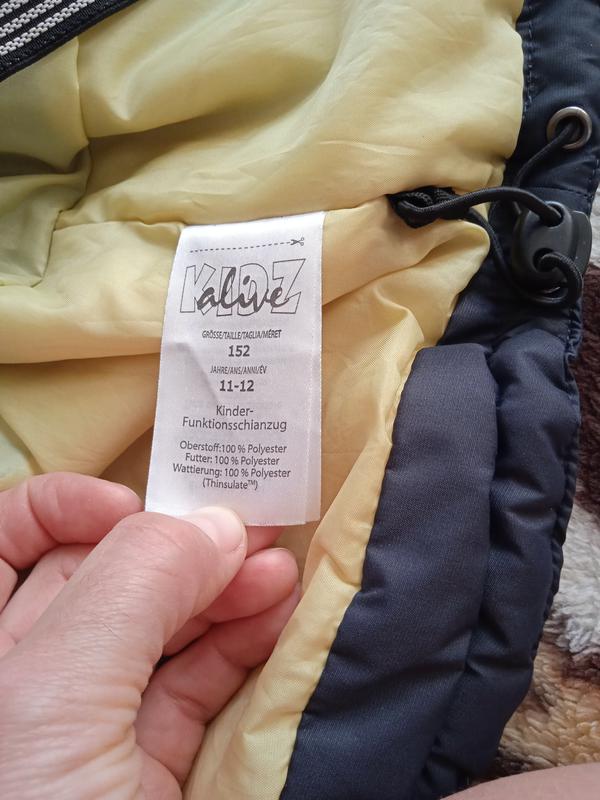 KIDZ
alive
GRÖSSE/TAILLE/TAGLIA/MÉRET
152
JAHRE/ANS/ANNI/ÉV
11-12
Kinder-
Funktionsschianzug
Oberstoff:100 % Polyester
Futter: 100 % Polyester
Wattierung: 100 % Polyester
(Thinsulate™)